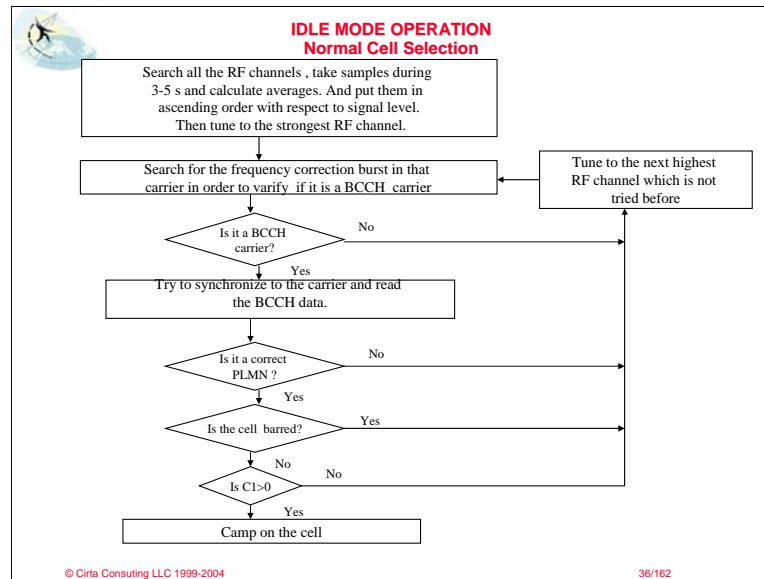 IDLE MODE OPERATION
Normal Cell Selection
Search all the RF channels , take samples during
3-5 s and calculate averages. And put them in
ascending order with respect to signal level.
Then tune to the strongest RF channel.
Search for the frequency correction burst in that
carrier in order to varify if it is a BCCH carrier
Tune to the next highest
RF channel which is not
tried before
Is it a BCCH
carrier?
No
Yes
Try to synchronize to the carrier and read
the BCCH data.
Is it a correct
PLMN ?
No
Yes
Is the cell barred?
Yes
No
Is C1>0
No
Yes
Camp on the cell
© Cirta Consuting LLC 1999-2004
36/162